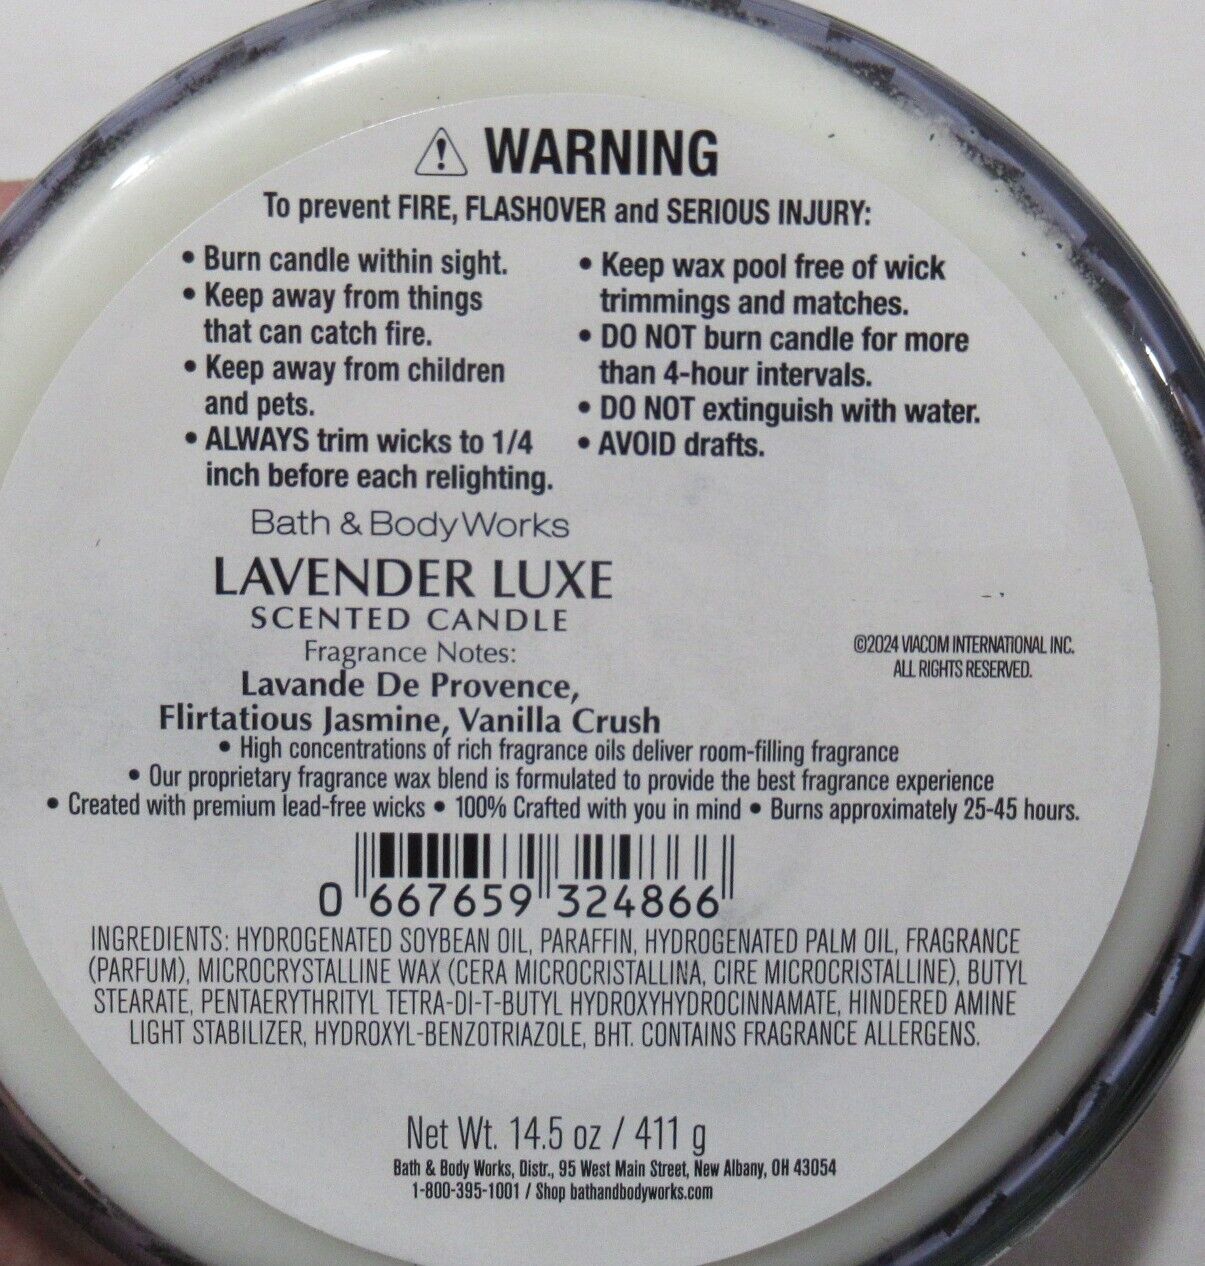 ⚠ WARNING
To prevent FIRE, FLASHOVER and SERIOUS INJURY:
• Burn candle within sight.
• Keep away from things
that can catch fire.
• Keep away from children
and pets.
• ALWAYS trim wicks to 1/4
inch before each relighting.
• Keep wax pool free of wick
trimmings and matches.
• DO NOT burn candle for more
than 4-hour intervals.
• DO NOT extinguish with water.
• AVOID drafts.
Bath & Body Works
LAVENDER LUXE
SCENTED CANDLE
Fragrance Notes:
Lavande De Provence,
Flirtatious Jasmine, Vanilla Crush
©2024 VIACOM INTERNATIONAL INC.
ALL RIGHTS RESERVED.
• High concentrations of rich fragrance oils deliver room-filling fragrance
• Our proprietary fragrance wax blend is formulated to provide the best fragrance experience
• Created with premium lead-free wicks • 100% Crafted with you in mind • Burns approximately 25-45 hours.
0 667659 324866
INGREDIENTS: HYDROGENATED SOYBEAN OIL, PARAFFIN, HYDROGENATED PALM OIL, FRAGRANCE
(PARFUM), MICROCRYSTALLINE WAX (CERA MICROCRISTALLINA, CIRE MICROCRISTALLINE), BUTYL
STEARATE, PENTAERYTHRITYL TETRA-DI-T-BUTYL HYDROXYHYDROCINNAMATE, HINDERED AMINE
LIGHT STABILIZER, HYDROXYL-BENZOTRIAZOLE, BHT. CONTAINS FRAGRANCE ALLERGENS.
Net Wt. 14.5 oz / 411 g
Bath & Body Works, Distr., 95 West Main Street, New Albany, OH 43054
1-800-395-1001 / Shop bathandbodyworks.com